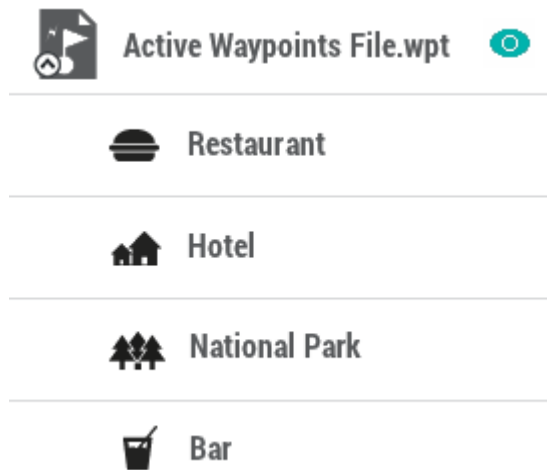 Active Waypoints File.wpt
Restaurant
Hotel
National Park
Bar